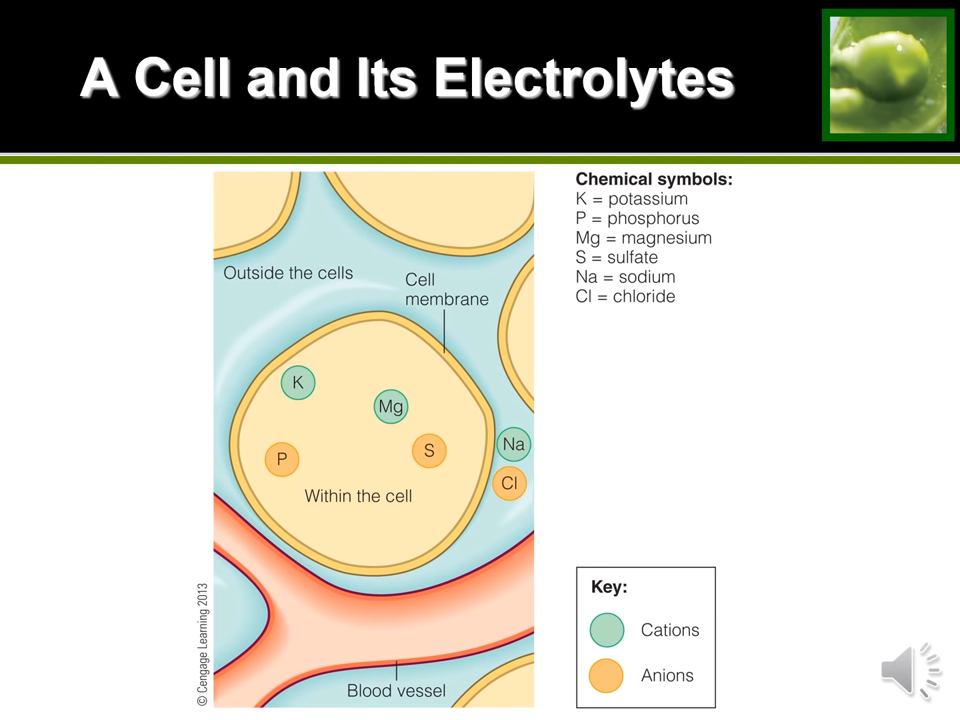 A Cell and Its Electrolytes
Outside the cells
Cell
membrane
K
Mg
P
S
Na
Cl
Within the cell
Blood vessel
© Cengage Learning 2013
Chemical symbols:
K = potassium
P = phosphorus
Mg = magnesium
S = sulfate
Na = sodium
Cl = chloride
Key:
Cations
Anions